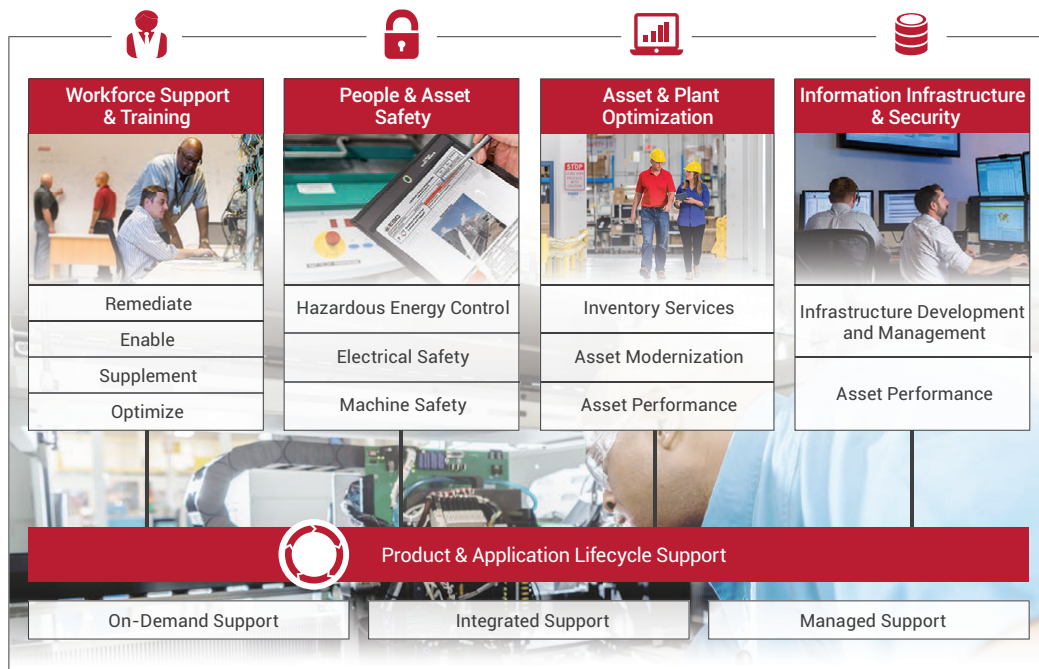 Workforce Support
& Training
People & Asset
Safety
Asset & Plant
Optimization
Information Infrastructure
& Security
STOP
Remediate
Enable
Supplement
Optimize
Hazardous Energy Control
Electrical Safety
Machine Safety
Inventory Services
Asset Modernization
Asset Performance
Infrastructure Development
and Management
Asset Performance
Product & Application Lifecycle Support
On-Demand Support
Integrated Support
Managed Support